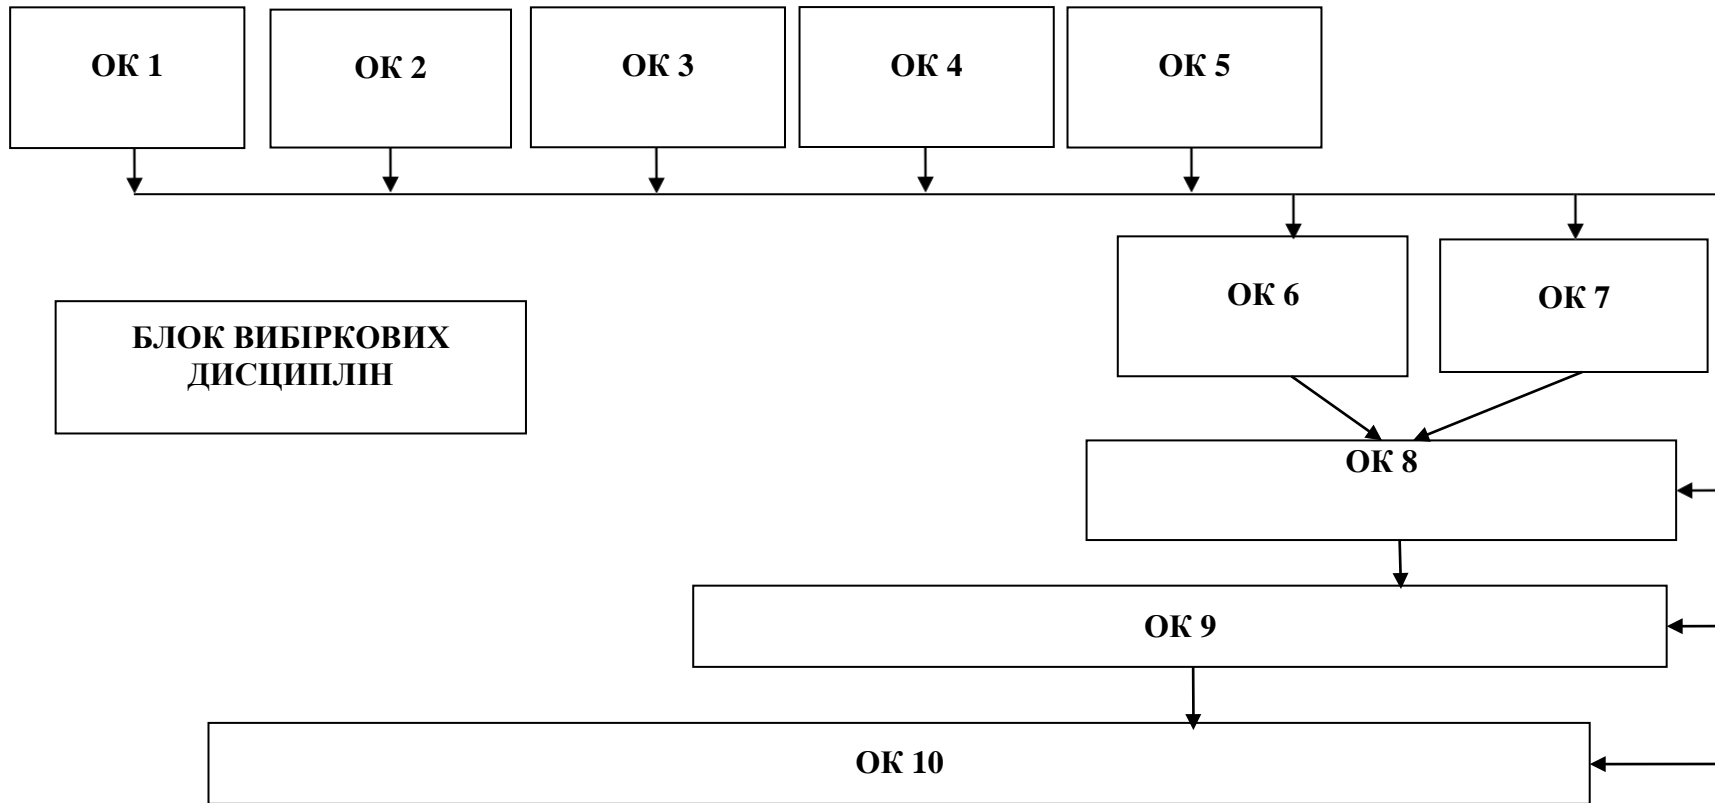 ОК 1
ОК 2
ОК 3
ОК 4
ОК 5
ОК 6
ОК 7
БЛОК ВИБІРКОВИХ
ДИСЦИПЛІН
ОК 8
ОК 9
ОК 10